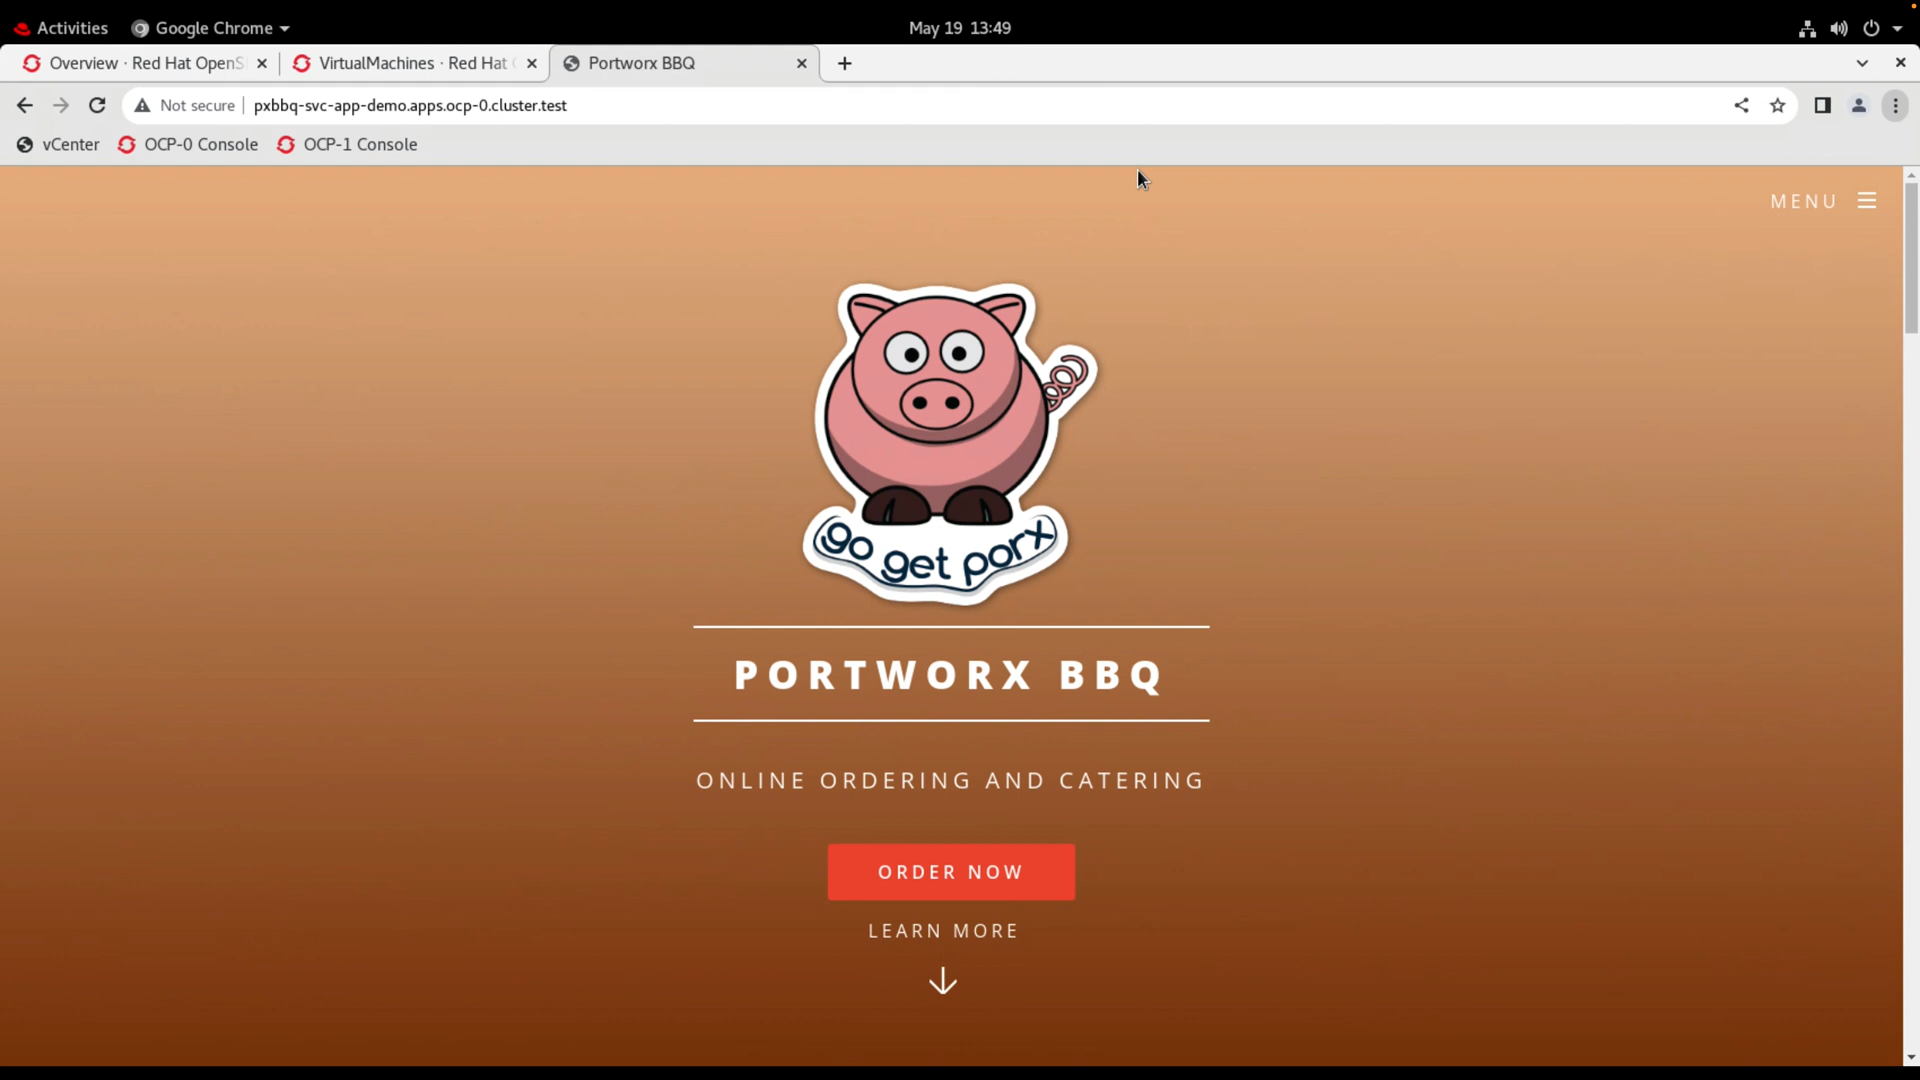 Activities Google Chrome May 19 13:49
Overview · Red Hat OpenS VirtualMachines · Red Hat Portworx BBQ
Not secure pxbbq-svc-app-demo.apps.ocp-0.cluster.test
vCenter OCP-0 Console OCP-1 Console
MENU
go get porx
PORTWORX BBQ
ONLINE ORDERING AND CATERING
ORDER NOW
LEARN MORE